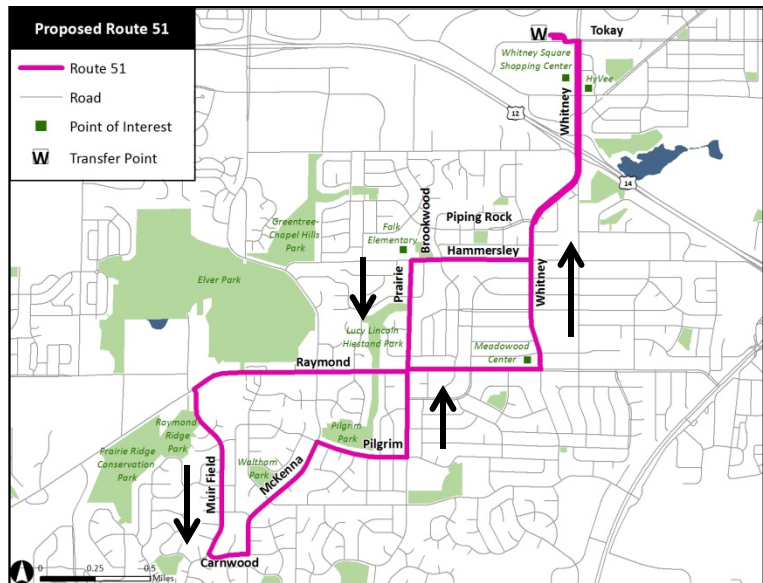 Proposed Route 51
Route 51
Road
Point of Interest
W Transfer Point
W
Tokay
Whitney Square
Shopping Center
HyVee
Whitney
12
14
Greentree-
Chapel Hills
Park
Falk
Elementary
Brookwood
Piping Rock
Hammersley
Prairie
Whitney
Elver Park
Lucy Lincoln
Hiestand Park
Meadowood
Center
Raymond
Raymond
Ridge
Park
Pilgrim
Park
Pilgrim
Prairie Ridge
Conservation
Park
Muir Field
Waltham
Park
McKenna
Carnwood
0 0.25 0.5
Miles